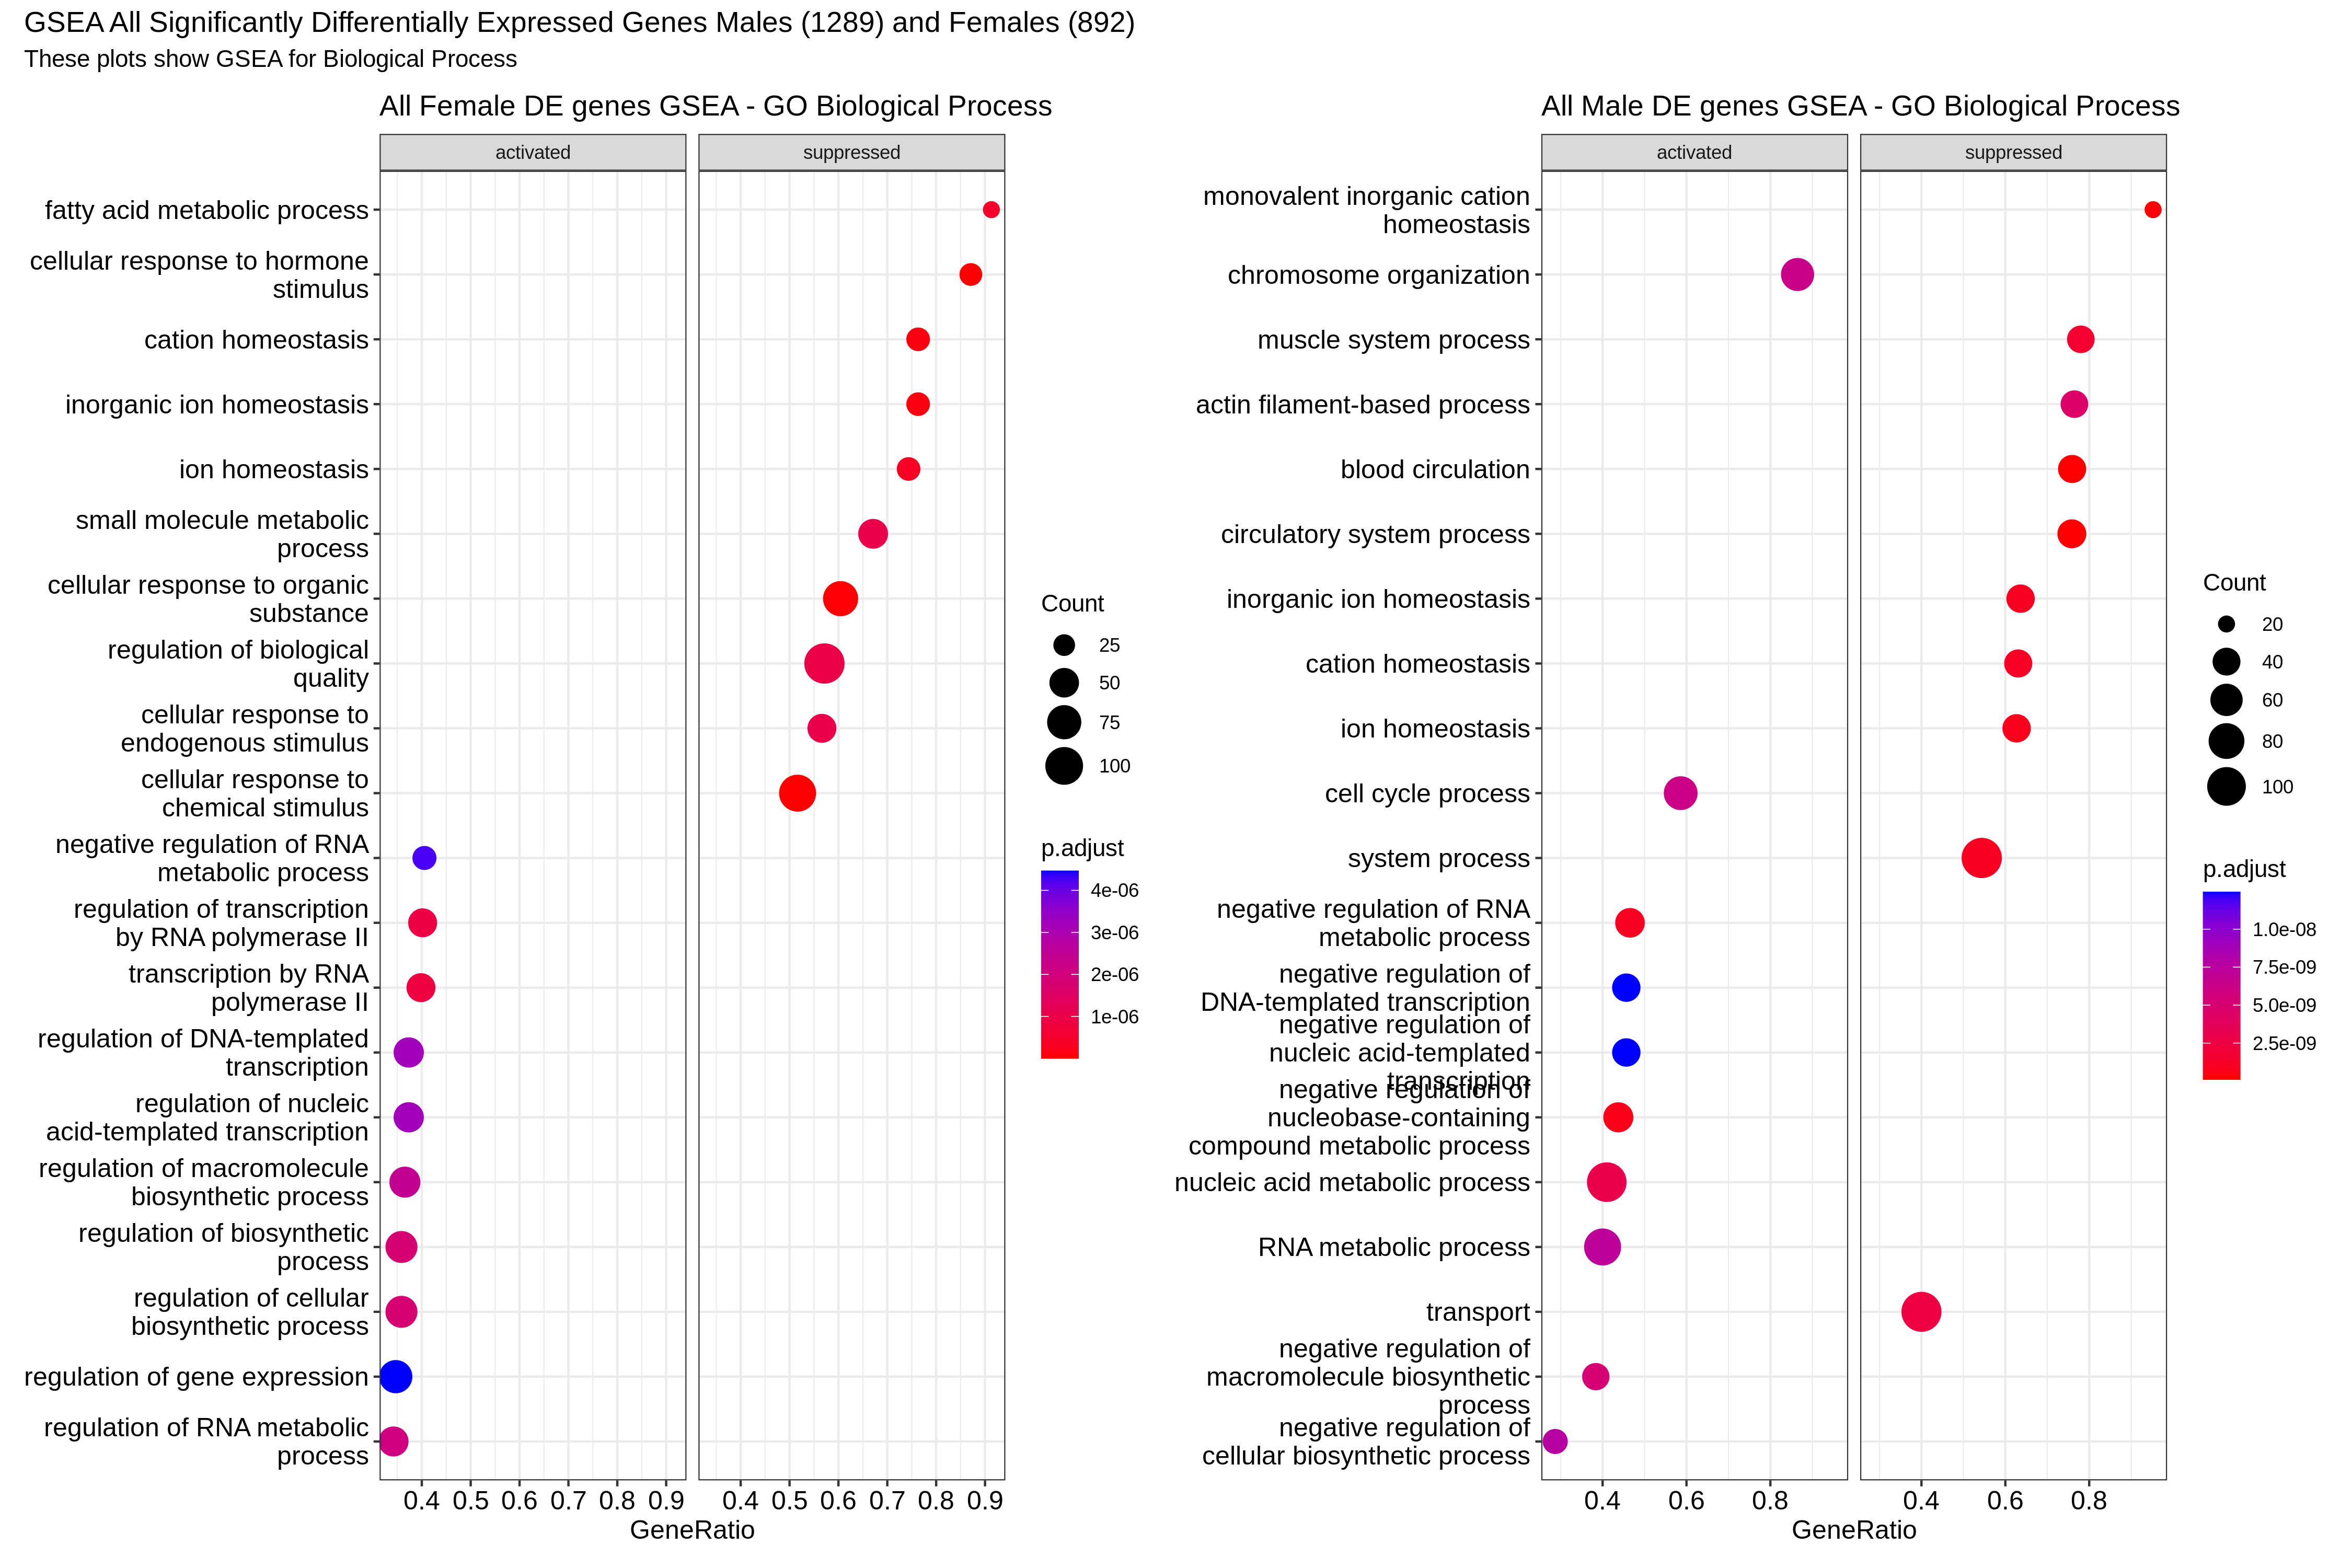 GSEA All Significantly Differentially Expressed Genes Males (1289) and Females (892)
These plots show GSEA for Biological Process
All Female DE genes GSEA - GO Biological Process
activated
suppressed
fatty acid metabolic process
cellular response to hormone
stimulus
cation homeostasis
inorganic ion homeostasis
ion homeostasis
small molecule metabolic
process
cellular response to organic
substance
regulation of biological
quality
cellular response to
endogenous stimulus
cellular response to
chemical stimulus
negative regulation of RNA
metabolic process
regulation of transcription
by RNA polymerase II
transcription by RNA
polymerase II
regulation of DNA-templated
transcription
regulation of nucleic
acid-templated transcription
regulation of macromolecule
biosynthetic process
regulation of biosynthetic
process
regulation of cellular
biosynthetic process
regulation of gene expression
regulation of RNA metabolic
process
0.4 0.5 0.6 0.7 0.8 0.9
0.4 0.5 0.6 0.7 0.8 0.9
GeneRatio
Count
25
50
75
100
p.adjust
4e-06
3e-06
2e-06
1e-06
All Male DE genes GSEA - GO Biological Process
activated
suppressed
monovalent inorganic cation
homeostasis
chromosome organization
muscle system process
actin filament-based process
blood circulation
circulatory system process
inorganic ion homeostasis
cation homeostasis
ion homeostasis
cell cycle process
system process
negative regulation of RNA
metabolic process
negative regulation of
DNA-templated transcription
negative regulation of
nucleic acid-templated
transcription
negative regulation of
nucleobase-containing
compound metabolic process
nucleic acid metabolic process
RNA metabolic process
transport
negative regulation of
macromolecule biosynthetic
process
negative regulation of
cellular biosynthetic process
0.4 0.6 0.8
0.4 0.6 0.8
GeneRatio
Count
20
40
60
80
100
p.adjust
1.0e-08
7.5e-09
5.0e-09
2.5e-09